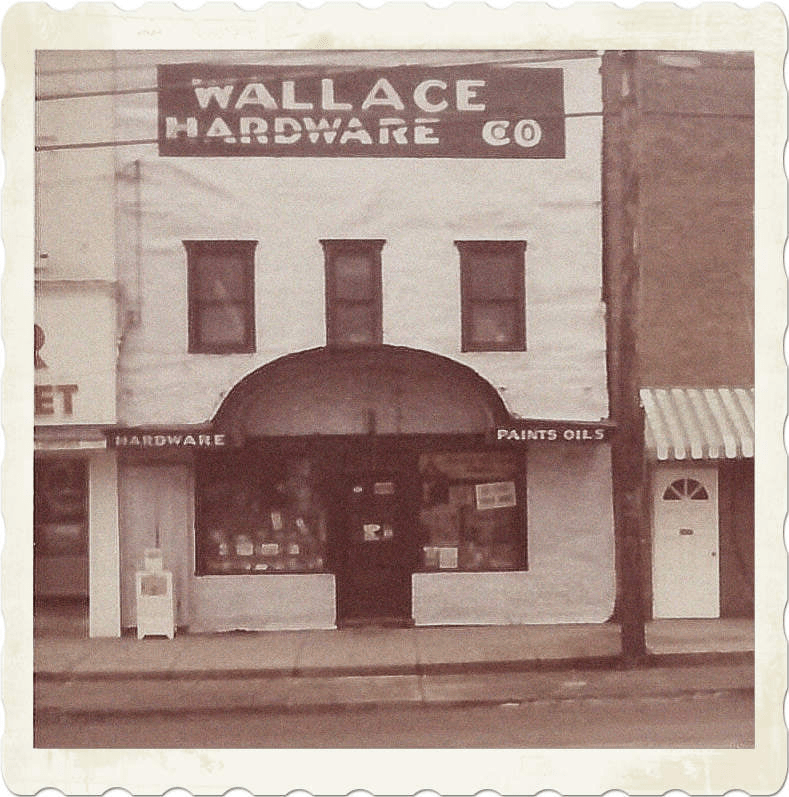 WALLACE
HARDWARE CO
ET
HARDWARE
PAINTS OILS